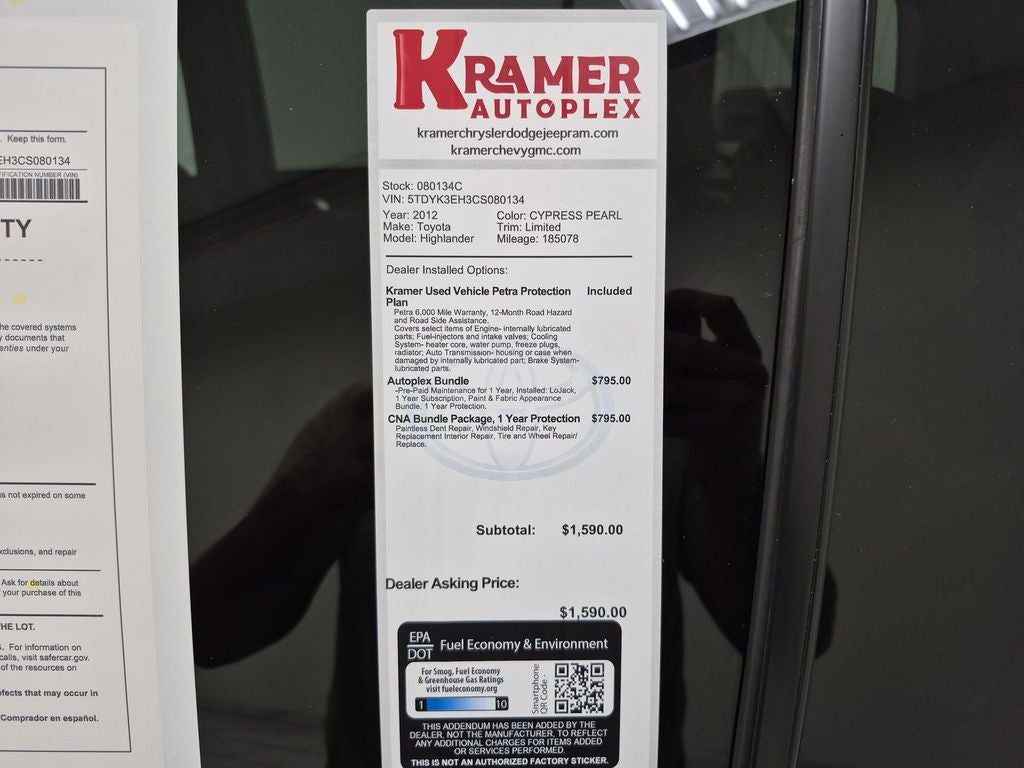 . Keep this form.
EH3CS080134
TIFICATION NUMBER (VIN)
TY
he covered systems
y documents that
anties under your
as not expired on some
xclusions, and repair
Ask for details about
your purchase of this
HE LOT.
s. For information on
calls, visit safercar.gov.
of the resources on
efects that may occur in
Comprador en español.
KRAMER
AUTOPLEX
kramerchryslerdodgejeepram.com
kramerchevygmc.com
Stock: 080134C
VIN: 5TDYK3EH3CS080134
Year: 2012 Color: CYPRESS PEARL
Make: Toyota Trim: Limited
Model: Highlander Mileage: 185078
Dealer Installed Options:
Kramer Used Vehicle Petra Protection Included
Plan
Petra 6,000 Mile Warranty, 12-Month Road Hazard
and Road Side Assistance.
Covers select items of Engine- internally lubricated
parts; Fuel-injectors and intake valves; Cooling
System- heater core, water pump, freeze plugs,
radiator; Auto Transmission- housing or case when
damaged by internally lubricated part; Brake System-
lubricated parts.
Autoplex Bundle $795.00
-Pre-Paid Maintenance for 1 Year, Installed: LoJack,
1 Year Subscription, Paint & Fabric Appearance
Bundle, 1 Year Protection.
CNA Bundle Package, 1 Year Protection $795.00
Paintless Dent Repair, Windshield Repair, Key
Replacement Interior Repair, Tire and Wheel Repair/
Replace.
Subtotal: $1,590.00
Dealer Asking Price:
$1,590.00
EPA
DOT Fuel Economy & Environment
For Smog, Fuel Economy
& Greenhouse Gas Ratings
visit fueleconomy.org
1 10
Smartphone
QR Code
THIS ADDENDUM HAS BEEN ADDED BY THE
DEALER, NOT THE MANUFACTURER, TO REFLECT
ANY ADDITIONAL CHARGES FOR ITEMS ADDED
OR SERVICES PERFORMED.
THIS IS NOT AN AUTHORIZED FACTORY STICKER.